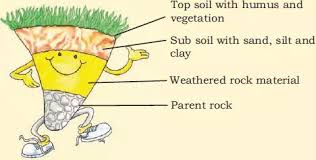 Top soil with humus and
vegetation
Sub soil with sand, silt and
clay
Weathered rock material
Parent rock